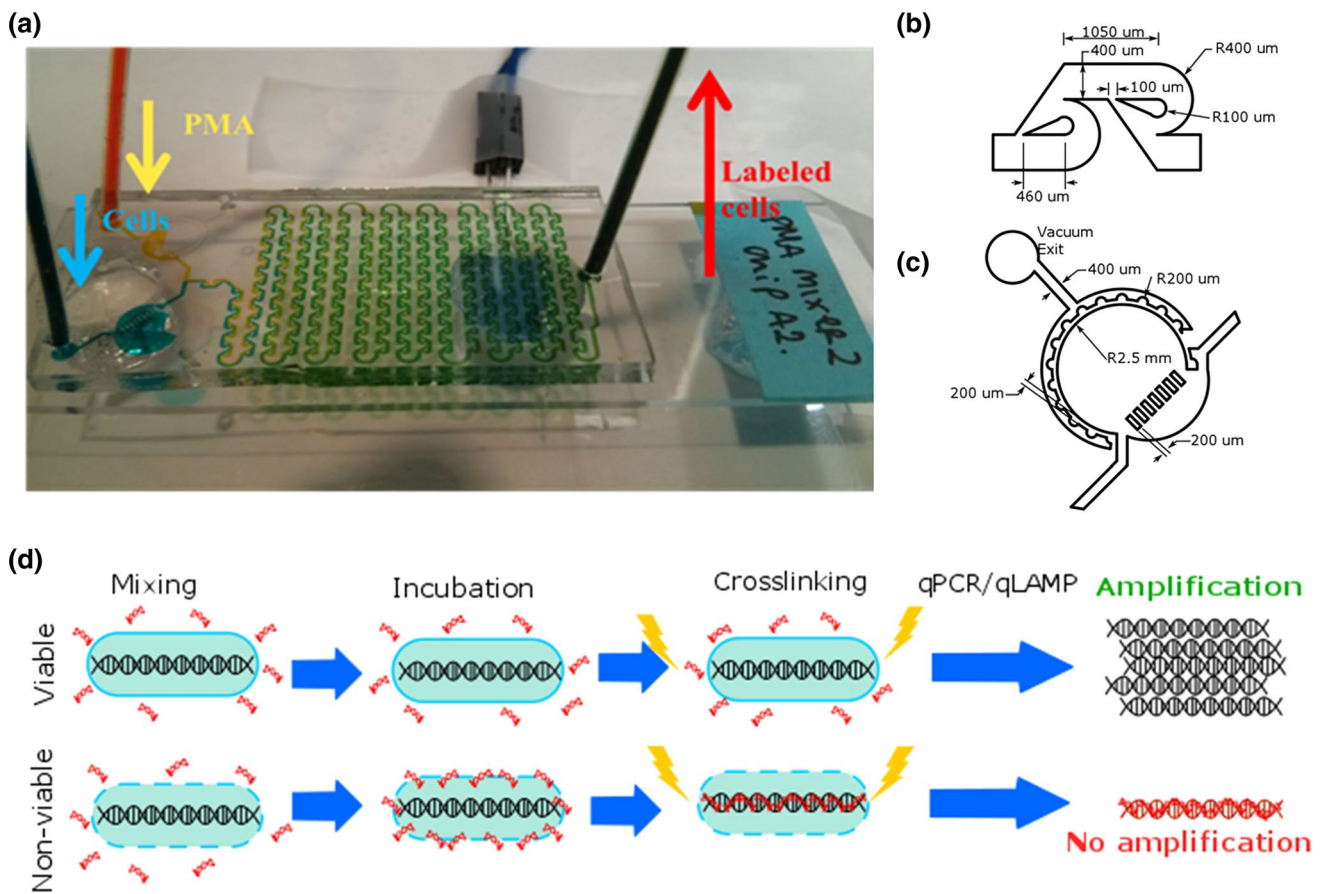 (a)
PMA
Cells
Labeled
cells
PMA mixer 2
chip A2.
(b)
1050 um
400 um
R400 um
100 um
R100 um
460 um
(c)
Vacuum
Exit
400 um
R200 um
R2.5 mm
200 um
200 um
(d)
Mixing
Incubation
Crosslinking
qPCR/qLAMP
Amplification
Viable
Non-viable
No amplification